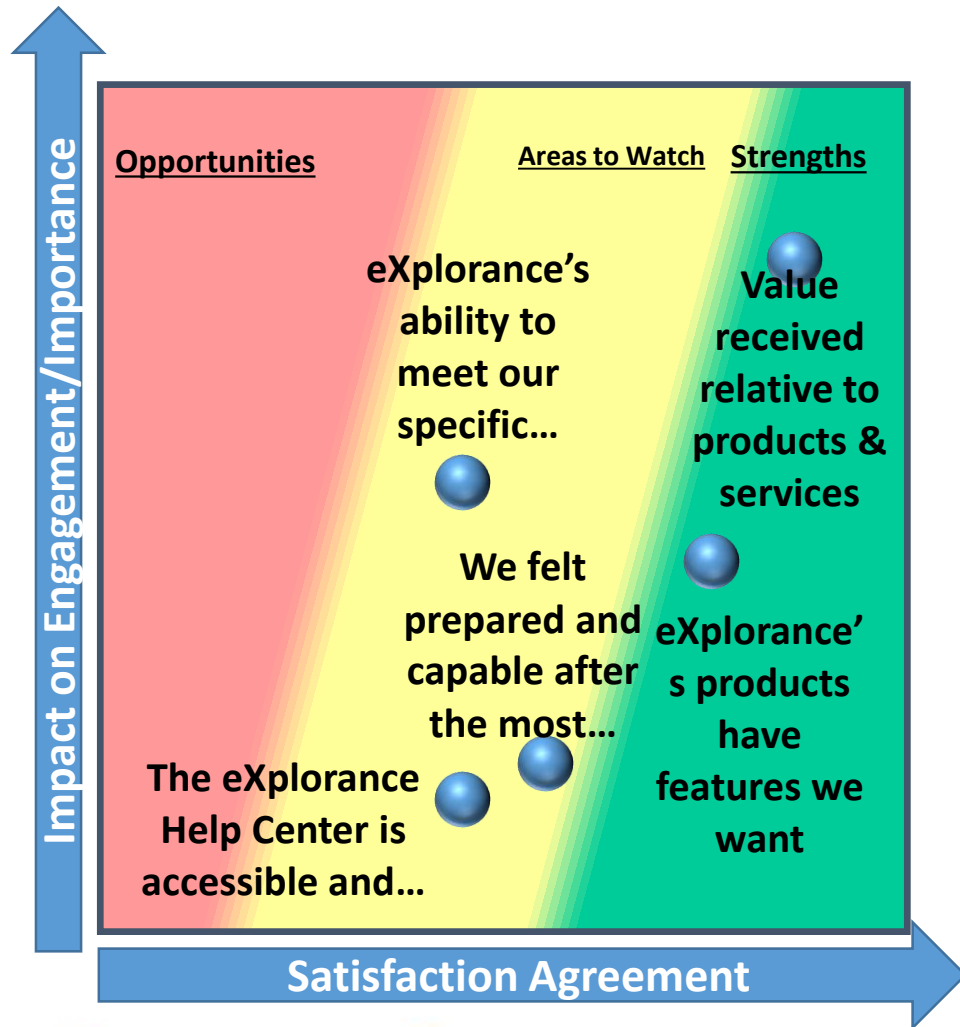 Impact on Engagement/Importance
Opportunities
Areas to Watch
Strengths
eXplorance’s
ability to
meet our
specific…
Value
received
relative to
products &
services
We felt
prepared and
capable after
the most…
eXplorance’
s products
have
features we
want
The eXplorance
Help Center is
accessible and…
Satisfaction Agreement